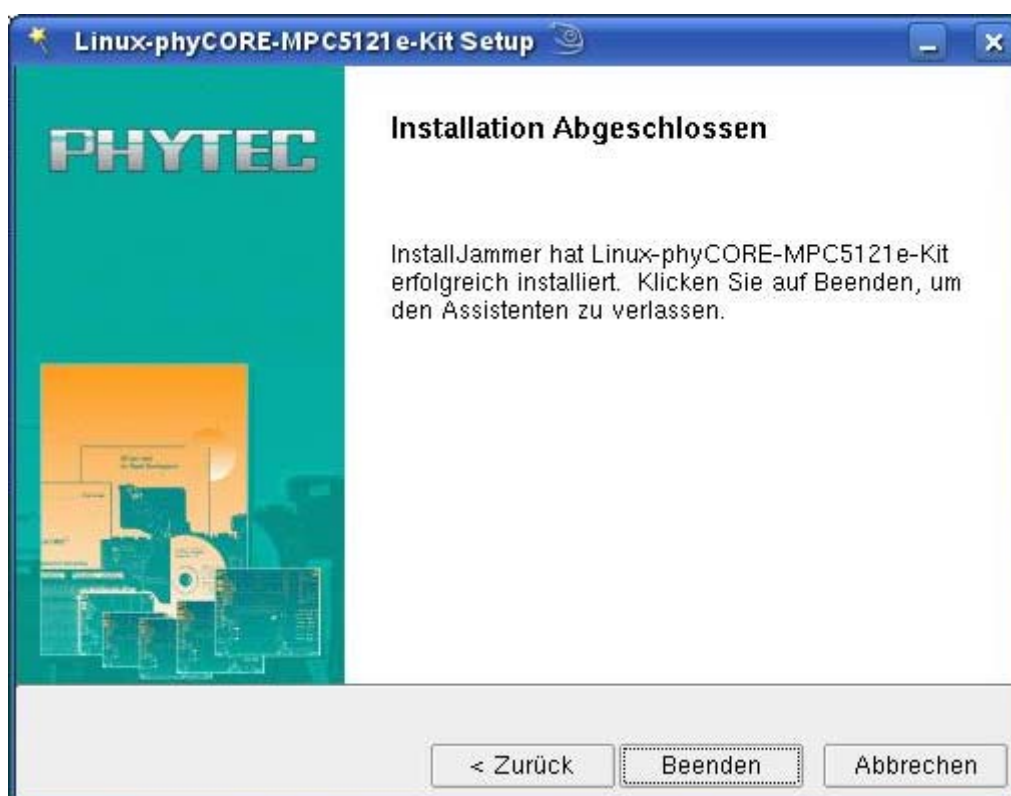 Linux-phyCORE-MPC5121e-Kit Setup
PHYTEC
Installation Abgeschlossen
InstallJammer hat Linux-phyCORE-MPC5121e-Kit
erfolgreich installiert. Klicken Sie auf Beenden, um
den Assistenten zu verlassen.
< Zurück
Beenden
Abbrechen